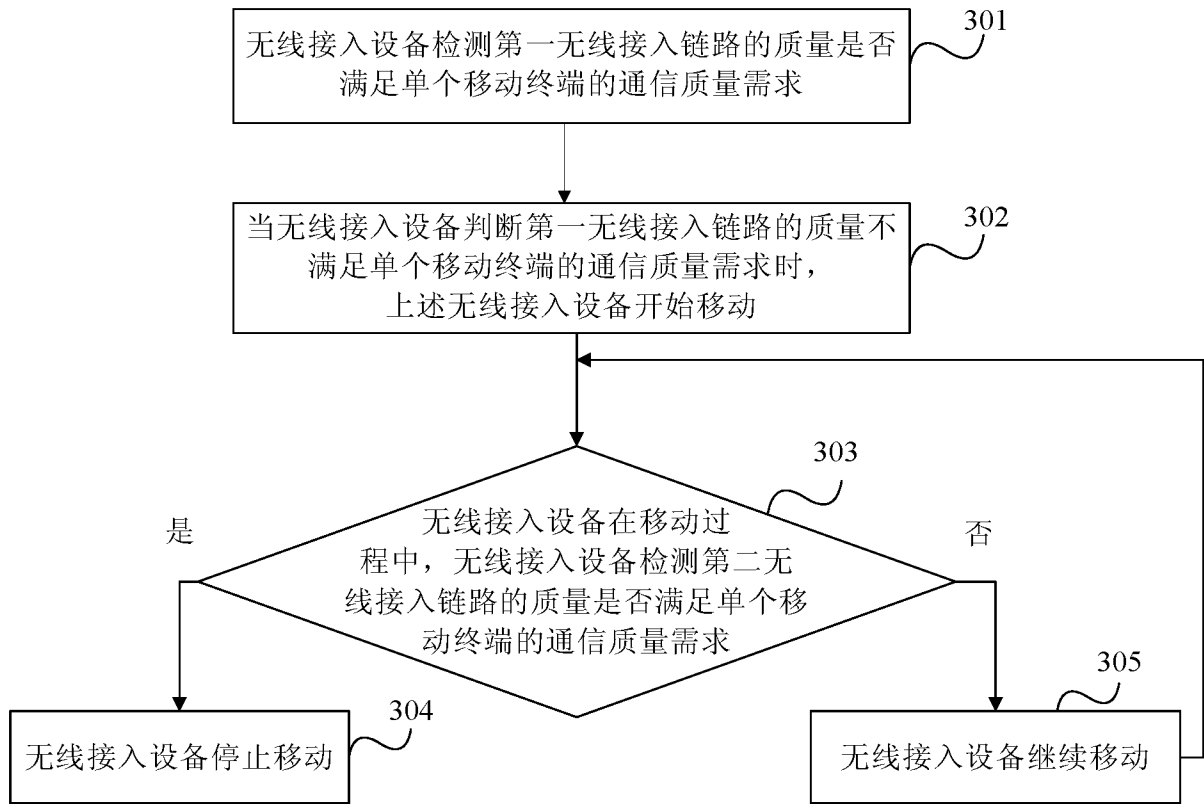 无线接入设备检测第一无线接入链路的质量是否
满足单个移动终端的通信质量需求
301
当无线接入设备判断第一无线接入链路的质量不
满足单个移动终端的通信质量需求时，
上述无线接入设备开始移动
302
303
无线接入设备在移动过
程中，无线接入设备检测第二无
线接入链路的质量是否满足单个移
动终端的通信质量需求
是
否
304
无线接入设备停止移动
305
无线接入设备继续移动